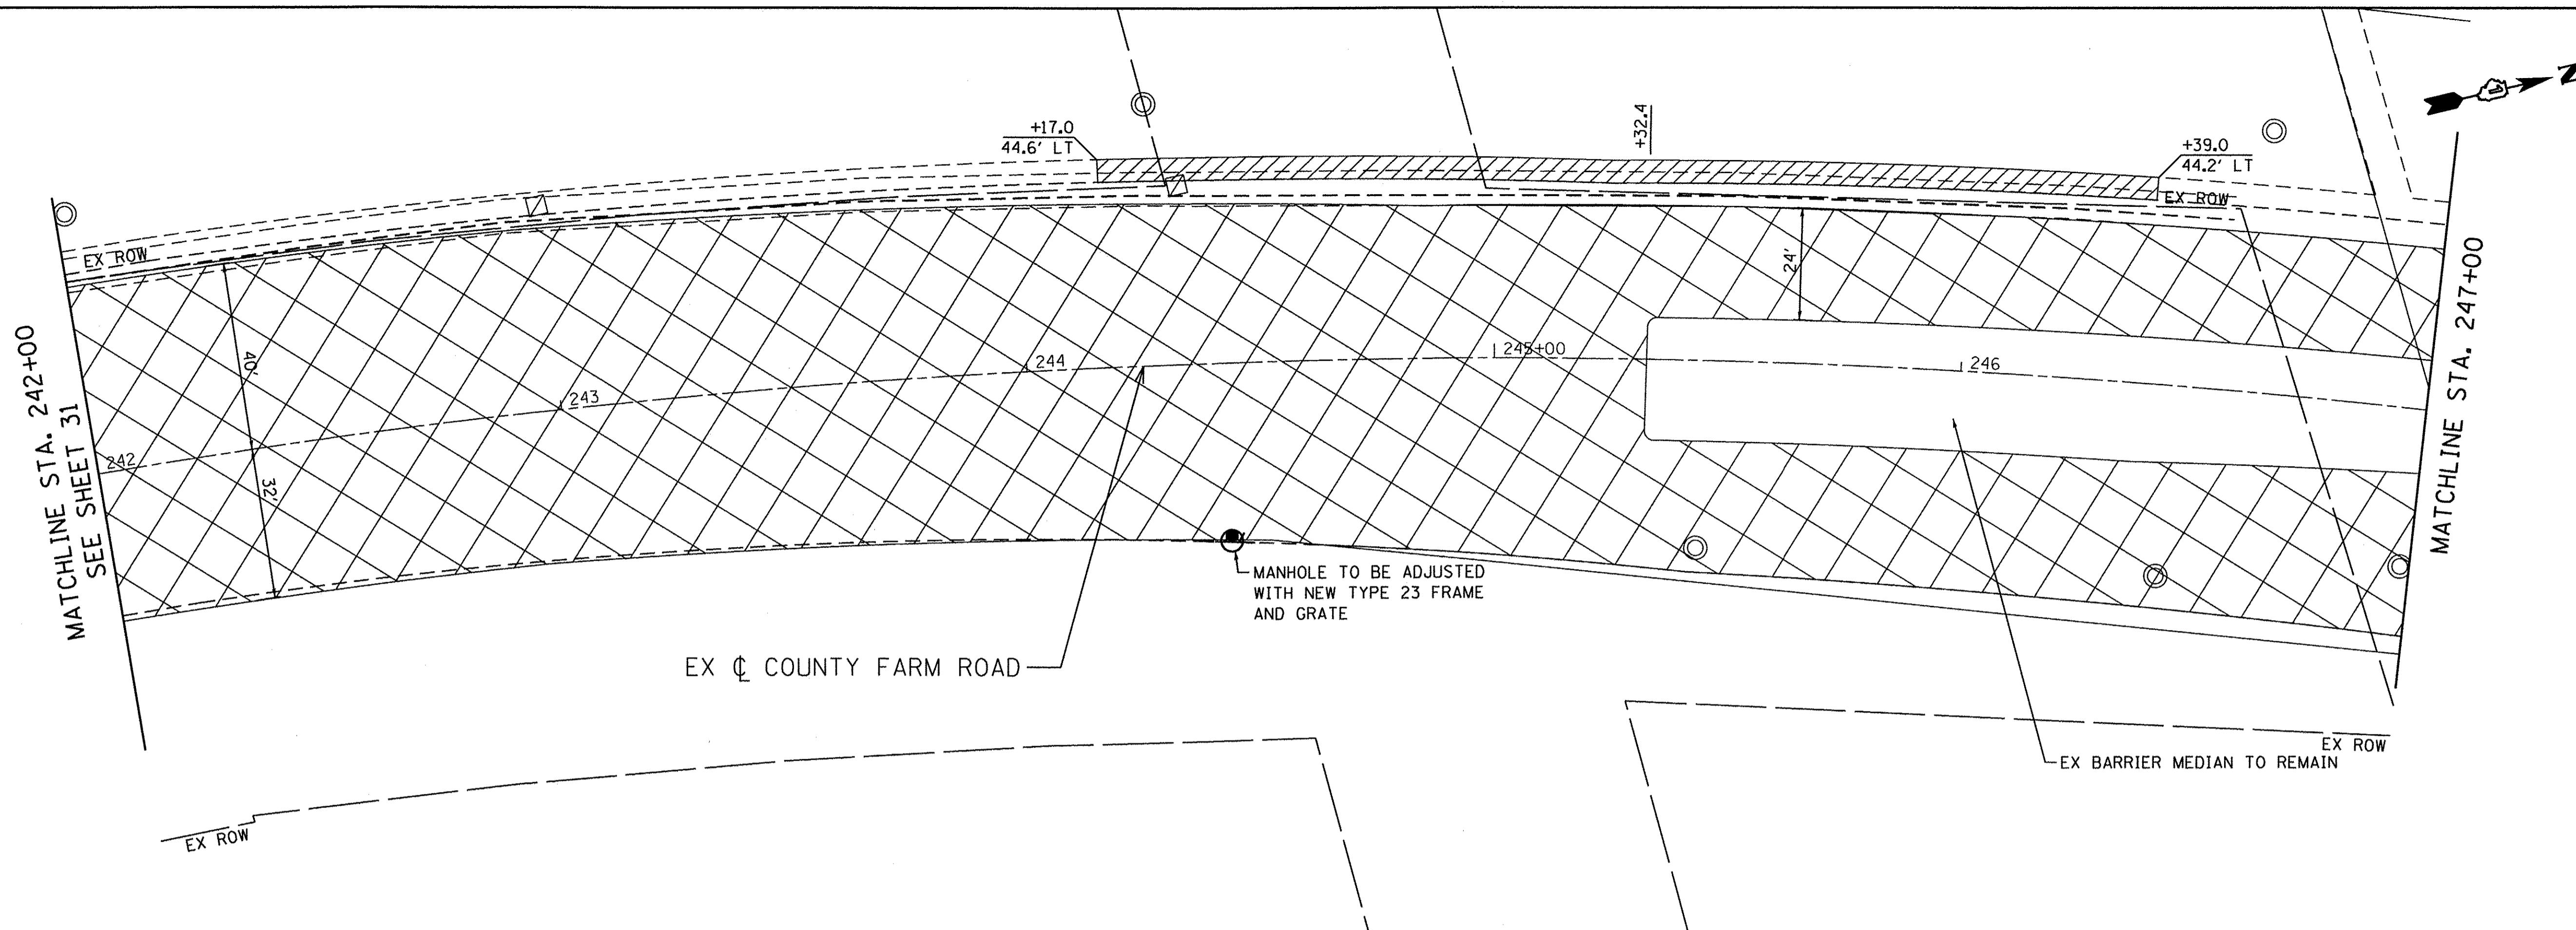 N
+17.0
44.6' LT
+32.4
+39.0
44.2' LT
EX ROW
EX ROW
24'
MATCHLINE STA. 242+00
SEE SHEET 31
40'
32'
242
243
244
245+00
246
MATCHLINE STA. 247+00
MANHOLE TO BE ADJUSTED
WITH NEW TYPE 23 FRAME
AND GRATE
EX ℄ COUNTY FARM ROAD
EX BARRIER MEDIAN TO REMAIN
EX ROW
EX ROW